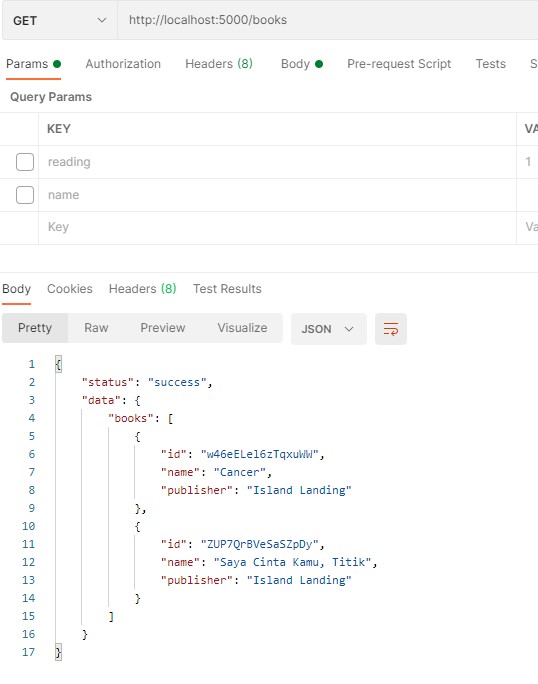 GET http://localhost:5000/books
Params Authorization Headers (8) Body Pre-request Script Tests S
Query Params
KEY VA
reading 1
name
Key Va
Body Cookies Headers (8) Test Results
Pretty Raw Preview Visualize JSON
1 {
2 "status": "success",
3 "data": {
4 "books": [
5 {
6 "id": "w46eELel6zTqxuWW",
7 "name": "Cancer",
8 "publisher": "Island Landing"
9 },
10 {
11 "id": "ZUP7QrBVeSaSZpDy",
12 "name": "Saya Cinta Kamu, Titik",
13 "publisher": "Island Landing"
14 }
15 ]
16 }
17 }